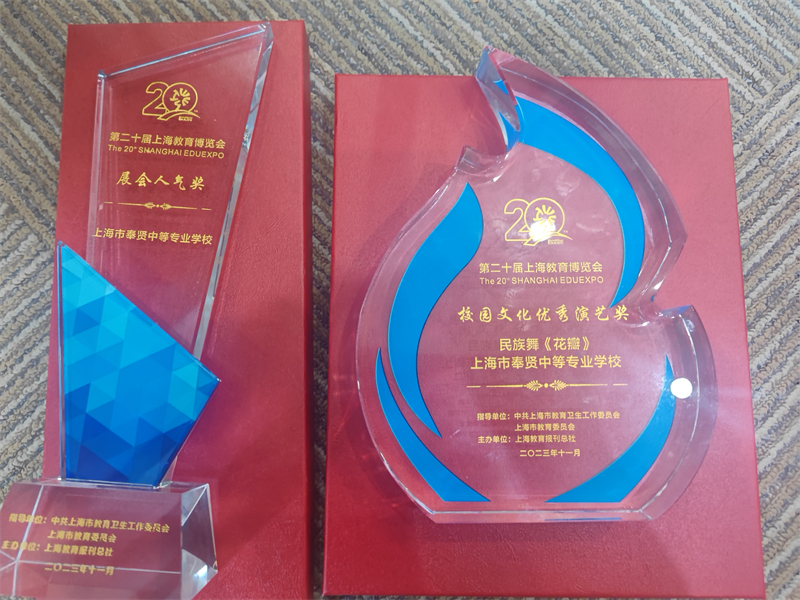 20
第二十届上海教育博览会
The 20th SHANGHAI EDUEXPO
展会人气奖
上海市奉贤中等专业学校
指导单位：中共上海市教育卫生工作委员会
上海市教育委员会
主办单位：上海教育报刊总社
二〇二三年十一月
20
第二十届上海教育博览会
The 20th SHANGHAI EDUEXPO
校园文化优秀演艺奖
民族舞《花瓣》
上海市奉贤中等专业学校
指导单位：中共上海市教育卫生工作委员会
上海市教育委员会
主办单位：上海教育报刊总社
二〇二三年十一月